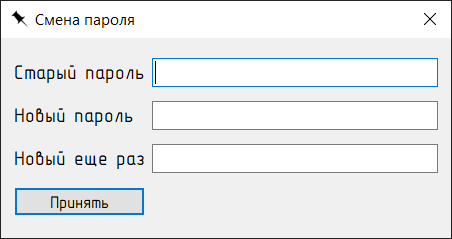 Смена пароля
Старый пароль
Новый пароль
Новый еще раз
Принять